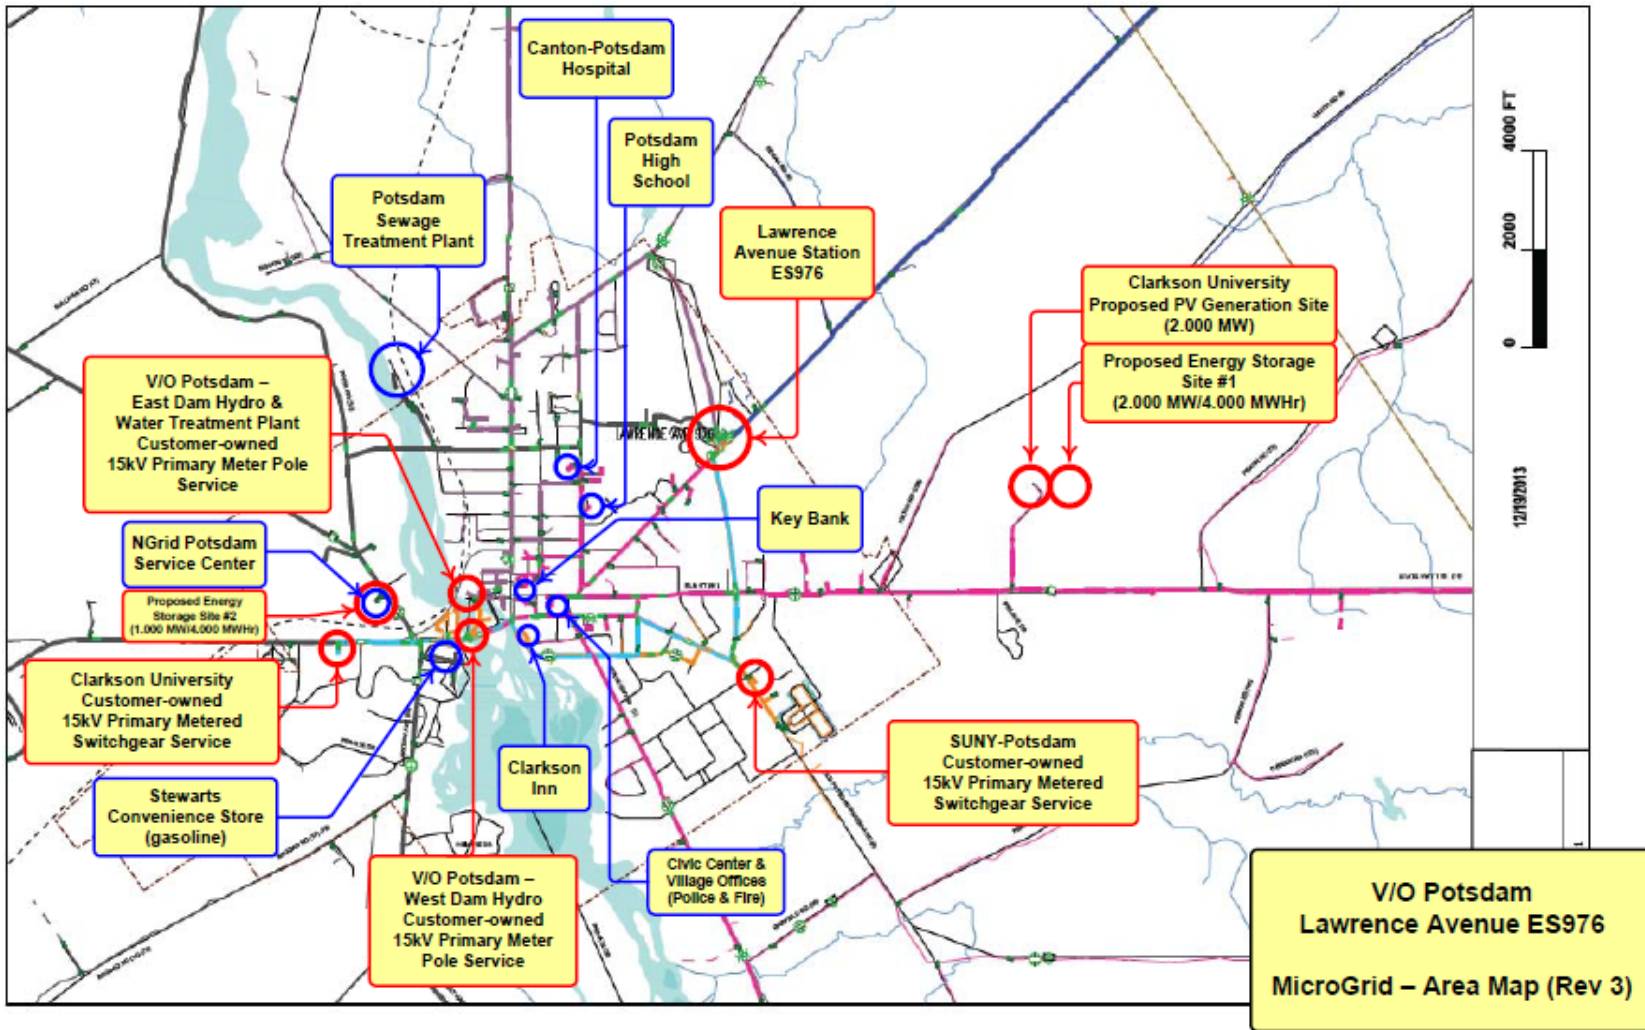 Canton-Potsdam
Hospital
Potsdam
High
School
Potsdam
Sewage
Treatment Plant
Lawrence
Avenue Station
ES976
Clarkson University
Proposed PV Generation Site
(2.000 MW)
Proposed Energy Storage
Site #1
(2.000 MW/4.000 MWHr)
4000 FT
2000
0
12/19/2013
V/O Potsdam –
East Dam Hydro &
Water Treatment Plant
Customer-owned
15kV Primary Meter Pole
Service
Key Bank
NGrid Potsdam
Service Center
Proposed Energy
Storage Site #2
(1.000 MW/4.000 MWHr)
Clarkson University
Customer-owned
15kV Primary Metered
Switchgear Service
Stewarts
Convenience Store
(gasoline)
Clarkson
Inn
SUNY-Potsdam
Customer-owned
15kV Primary Metered
Switchgear Service
V/O Potsdam –
West Dam Hydro
Customer-owned
15kV Primary Meter
Pole Service
Civic Center &
Village Offices
(Police & Fire)
1
V/O Potsdam
Lawrence Avenue ES976
MicroGrid – Area Map (Rev 3)